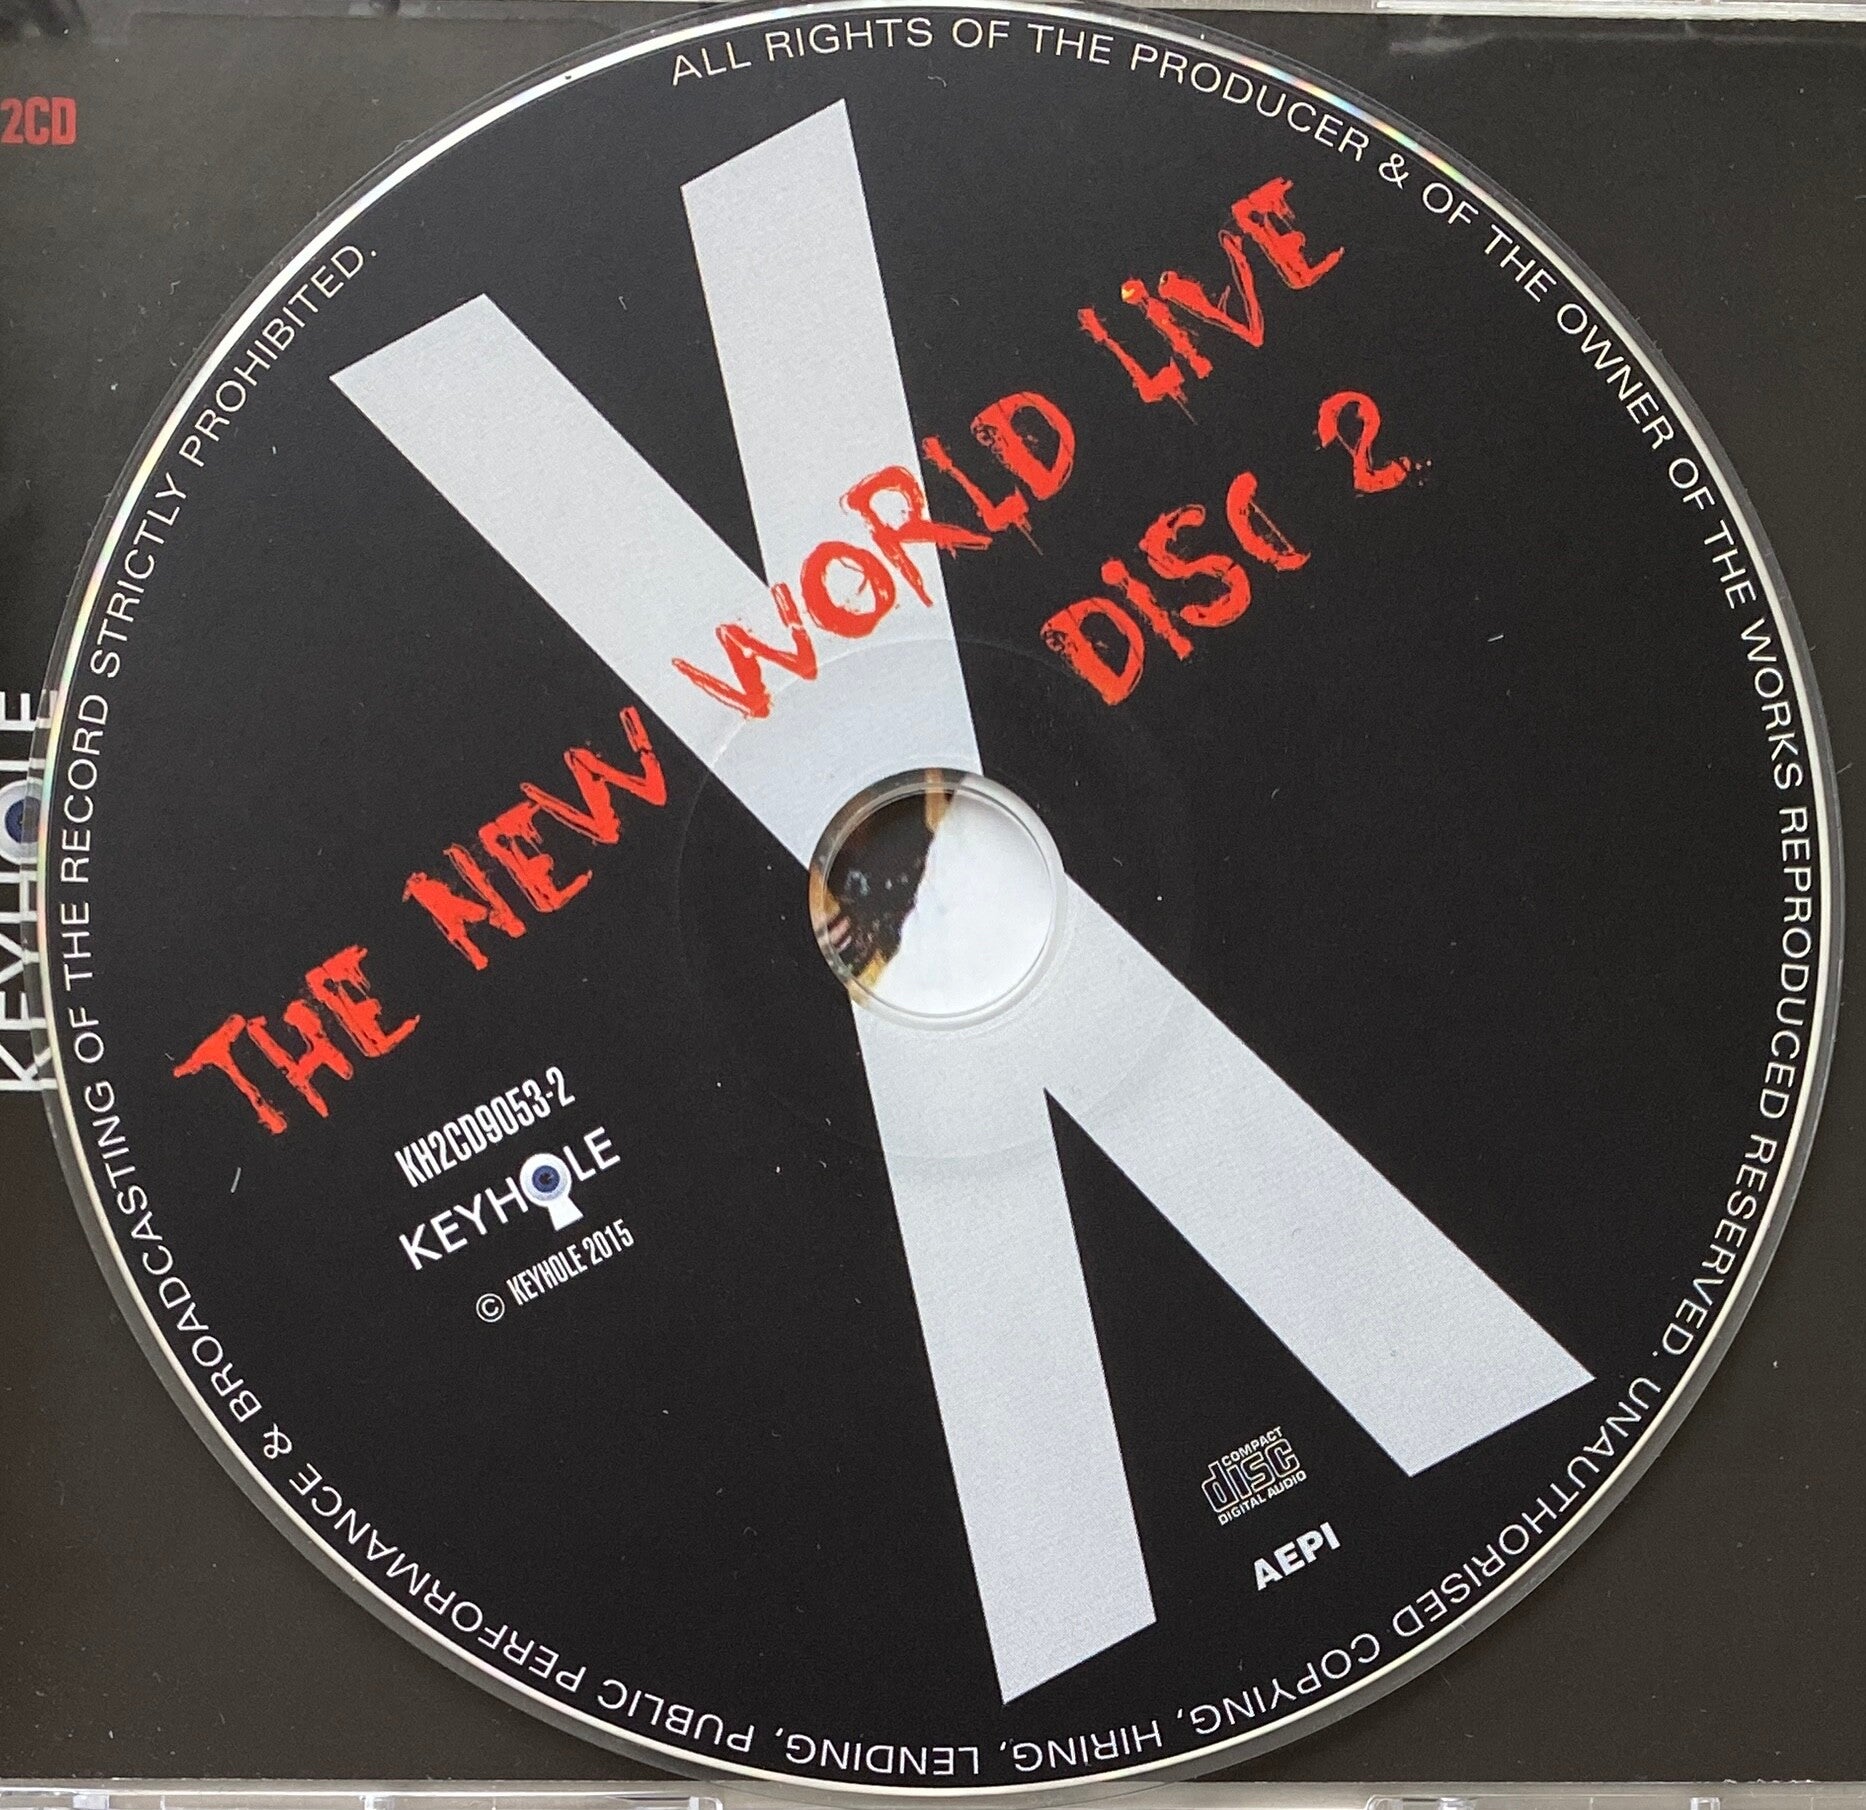 2CD
ALL RIGHTS OF THE PRODUCER & OF THE OWNER OF THE WORKS REPRODUCED RESERVED. UNAUTHORISED COPYING, HIRING, LENDING, PUBLIC PERFORMANCE & BROADCASTING OF THE RECORD STRICTLY PROHIBITED.
X
THE NEW WORLD LIVE
DISC 2
KEYHOLE
KH2CD9053-2
KEYHOLE
© KEYHOLE 2015
COMPACT
disc
DIGITAL AUDIO
AEPI